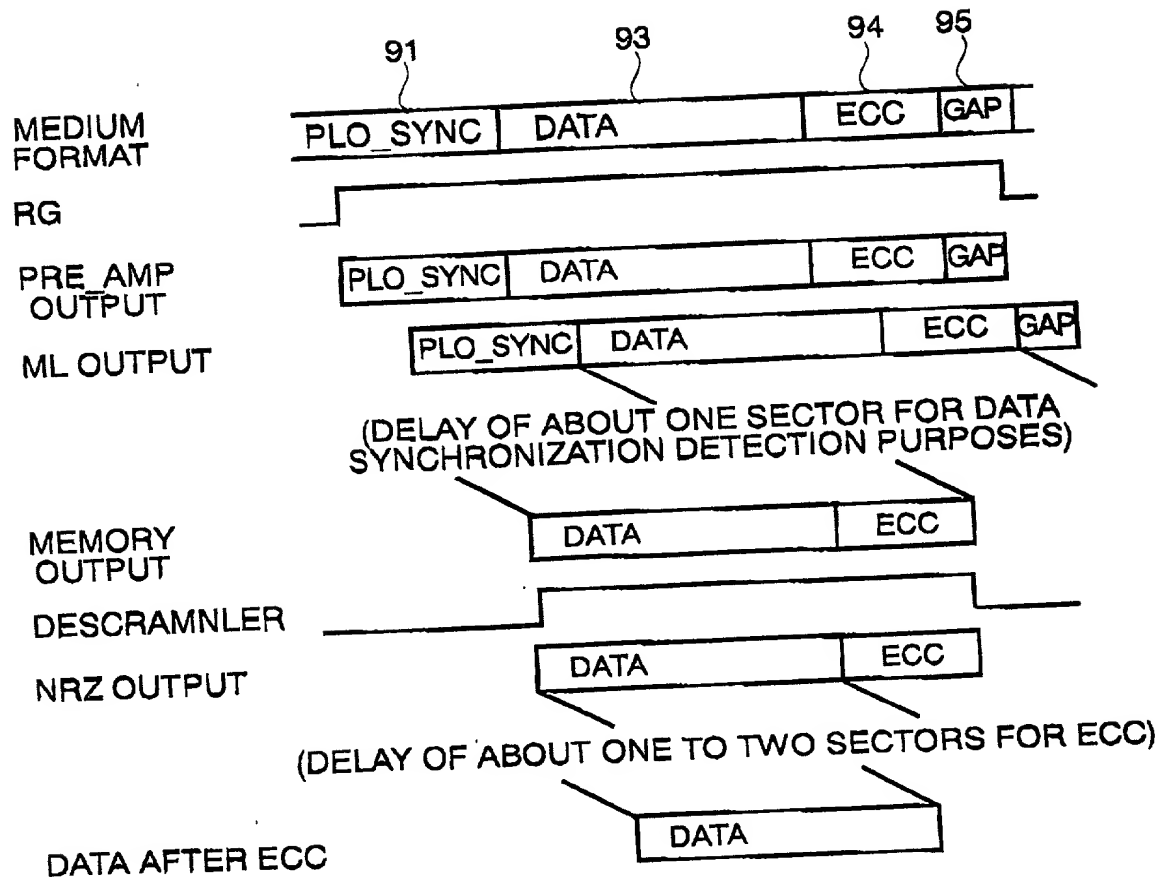 91 93 94 95
MEDIUM
FORMAT
PLO_SYNC DATA ECC GAP
RG
PRE_AMP
OUTPUT
PLO_SYNC DATA ECC GAP
ML OUTPUT
PLO_SYNC DATA ECC GAP
(DELAY OF ABOUT ONE SECTOR FOR DATA
SYNCHRONIZATION DETECTION PURPOSES)
MEMORY
OUTPUT
DATA ECC
DESCRAMNLER
NRZ OUTPUT
DATA ECC
(DELAY OF ABOUT ONE TO TWO SECTORS FOR ECC)
DATA AFTER ECC
DATA